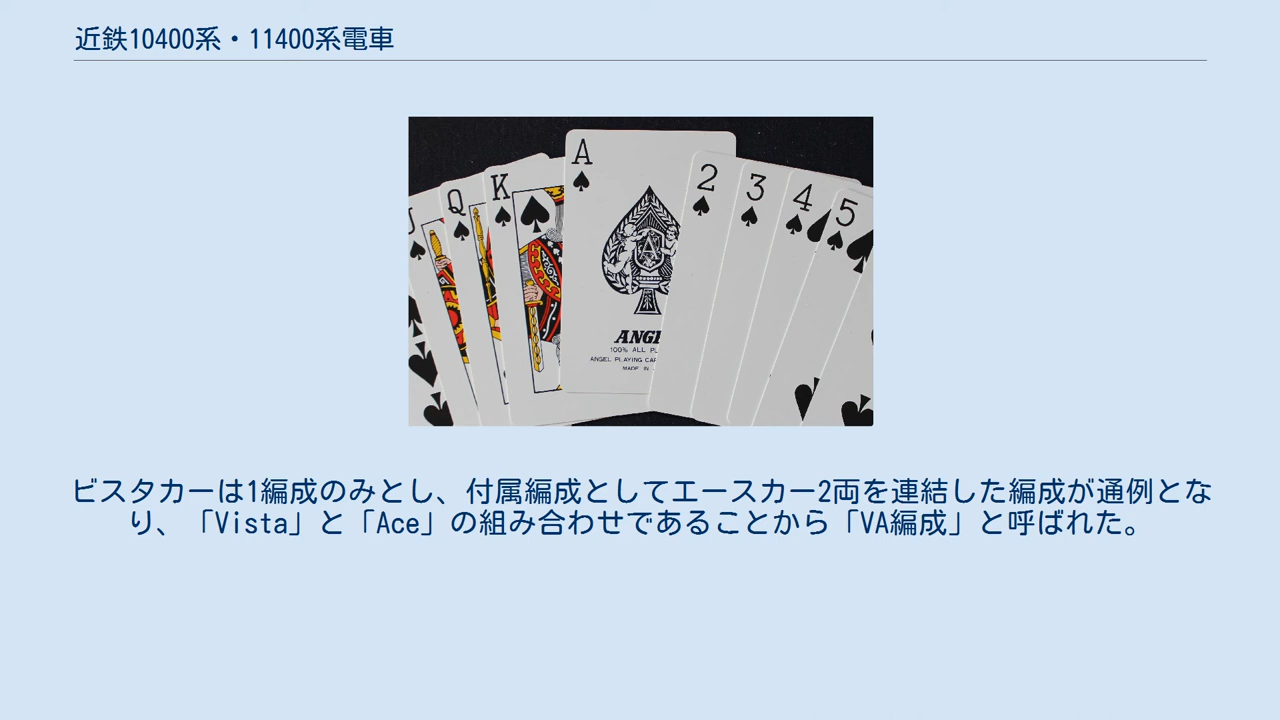 近鉄10400系・11400系電車
J
Q
K
A
2
3
4
5
100% ALL
ANGEL PLAYING
MADE IN
ビスタカーは1編成のみとし、付属編成としてエースカー2両を連結した編成が通例とな
り、「Vista」と「Ace」の組み合わせであることから「VA編成」と呼ばれた。